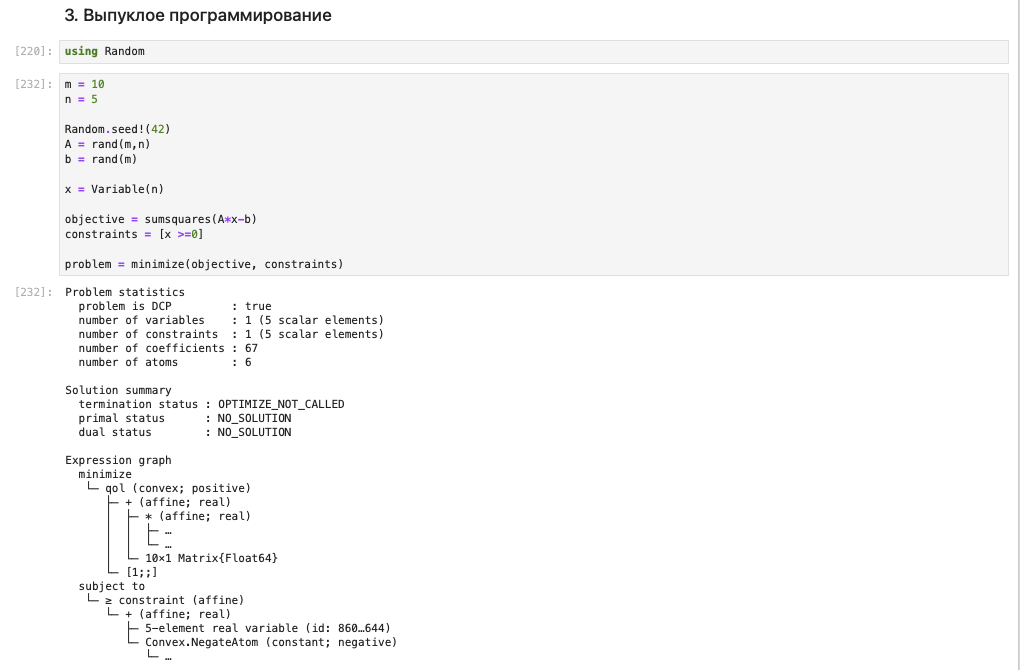 3. Выпуклое программирование
[220]: using Random
[232]: m = 10
n = 5
Random.seed!(42)
A = rand(m,n)
b = rand(m)
x = Variable(n)
objective = sumsquares(A*x-b)
constraints = [x >=0]
problem = minimize(objective, constraints)
[232]: Problem statistics
  problem is DCP         : true
  number of variables    : 1 (5 scalar elements)
  number of constraints  : 1 (5 scalar elements)
  number of coefficients : 67
  number of atoms        : 6
Solution summary
  termination status : OPTIMIZE_NOT_CALLED
  primal status      : NO_SOLUTION
  dual status        : NO_SOLUTION
Expression graph
  minimize
   └─ qol (convex; positive)
      ├─ + (affine; real)
      │  ├─ * (affine; real)
      │  │  ├─ …
      │  │  └─ …
      │  └─ 10×1 Matrix{Float64}
      └─ [1;;]
  subject to
   └─ ≥ constraint (affine)
      └─ + (affine; real)
         ├─ 5-element real variable (id: 860…644)
         └─ Convex.NegateAtom (constant; negative)
            └─ …